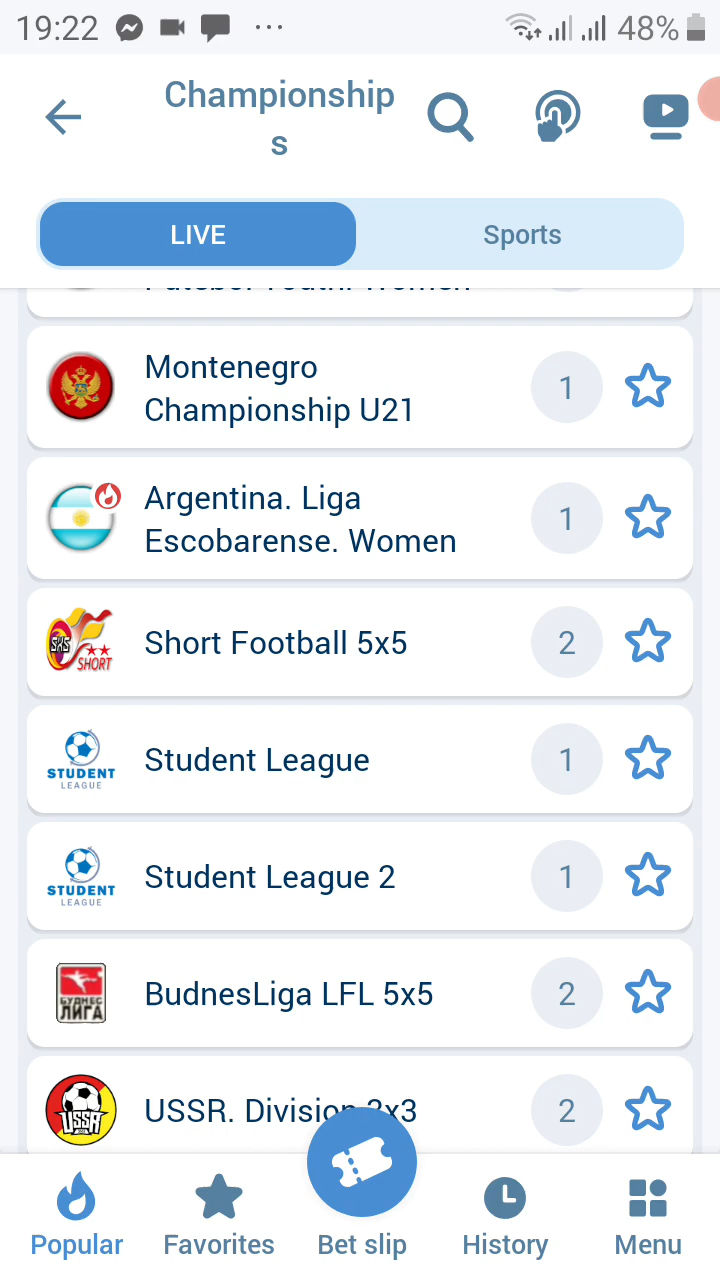 19:22
48%
Championship
s
LIVE
Sports
Montenegro
Championship U21
1
Argentina. Liga
Escobarense. Women
1
SHORT
Short Football 5x5
2
STUDENT
LEAGUE
Student League
1
STUDENT
LEAGUE
Student League 2
1
БУДНЕС
ЛИГА
BudnesLiga LFL 5x5
2
USSR
USSR. Division 3x3
2
Popular
Favorites
Bet slip
History
Menu